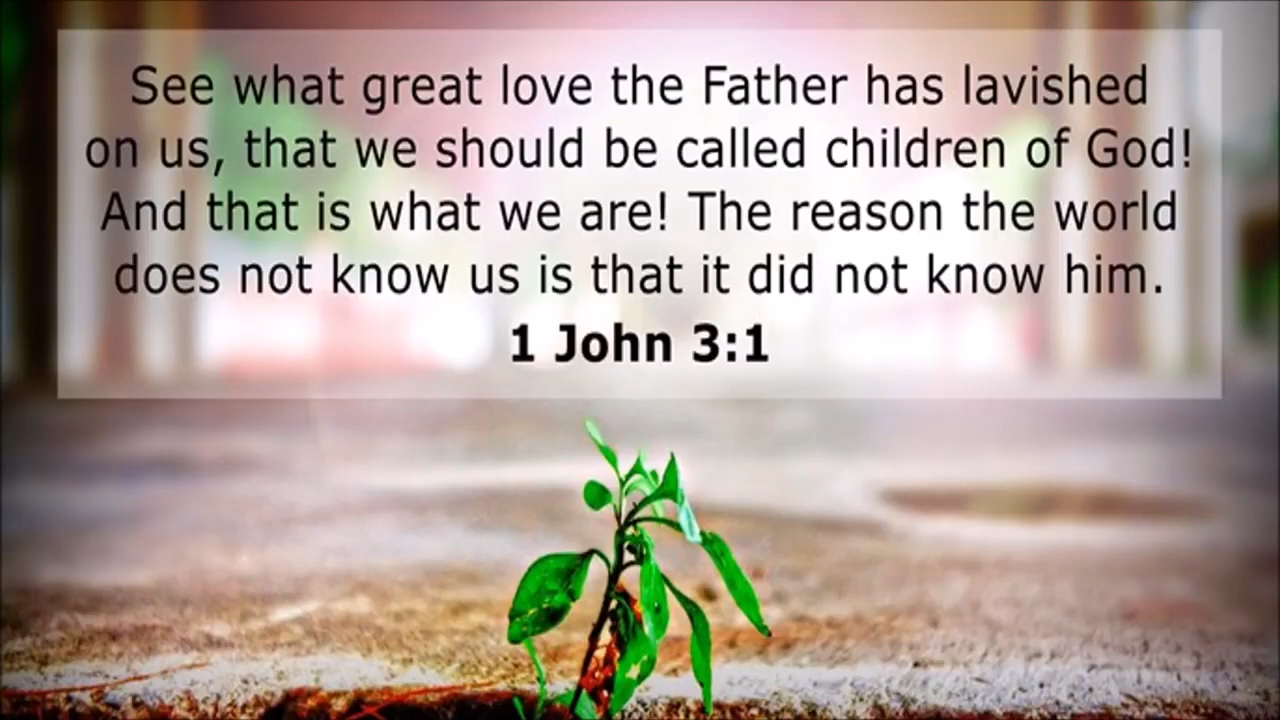 See what great love the Father has lavished
on us, that we should be called children of God!
And that is what we are! The reason the world
does not know us is that it did not know him.
1 John 3:1